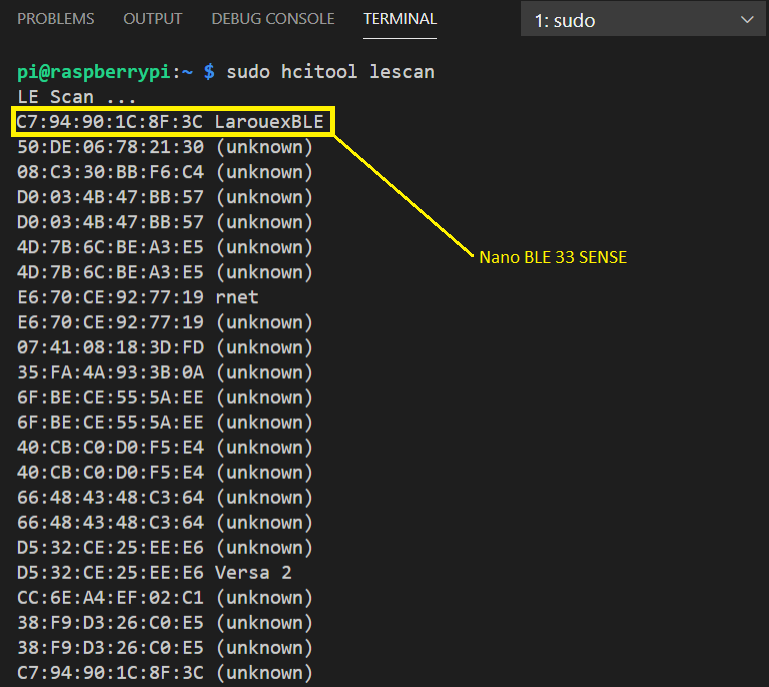 PROBLEMS OUTPUT DEBUG CONSOLE TERMINAL 1: sudo
pi@raspberrypi:~ $ sudo hcitool lescan
LE Scan ...
C7:94:90:1C:8F:3C LarouexBLE
50:DE:06:78:21:30 (unknown)
08:C3:30:BB:F6:C4 (unknown)
D0:03:4B:47:BB:57 (unknown)
D0:03:4B:47:BB:57 (unknown)
4D:7B:6C:BE:A3:E5 (unknown)
Nano BLE 33 SENSE
4D:7B:6C:BE:A3:E5 (unknown)
E6:70:CE:92:77:19 rnet
E6:70:CE:92:77:19 (unknown)
07:41:08:18:3D:FD (unknown)
35:FA:4A:93:3B:0A (unknown)
6F:BE:CE:55:5A:EE (unknown)
6F:BE:CE:55:5A:EE (unknown)
40:CB:C0:D0:F5:E4 (unknown)
40:CB:C0:D0:F5:E4 (unknown)
66:48:43:48:C3:64 (unknown)
66:48:43:48:C3:64 (unknown)
D5:32:CE:25:EE:E6 (unknown)
D5:32:CE:25:EE:E6 Versa 2
CC:6E:A4:EF:02:C1 (unknown)
38:F9:D3:26:C0:E5 (unknown)
38:F9:D3:26:C0:E5 (unknown)
C7:94:90:1C:8F:3C (unknown)